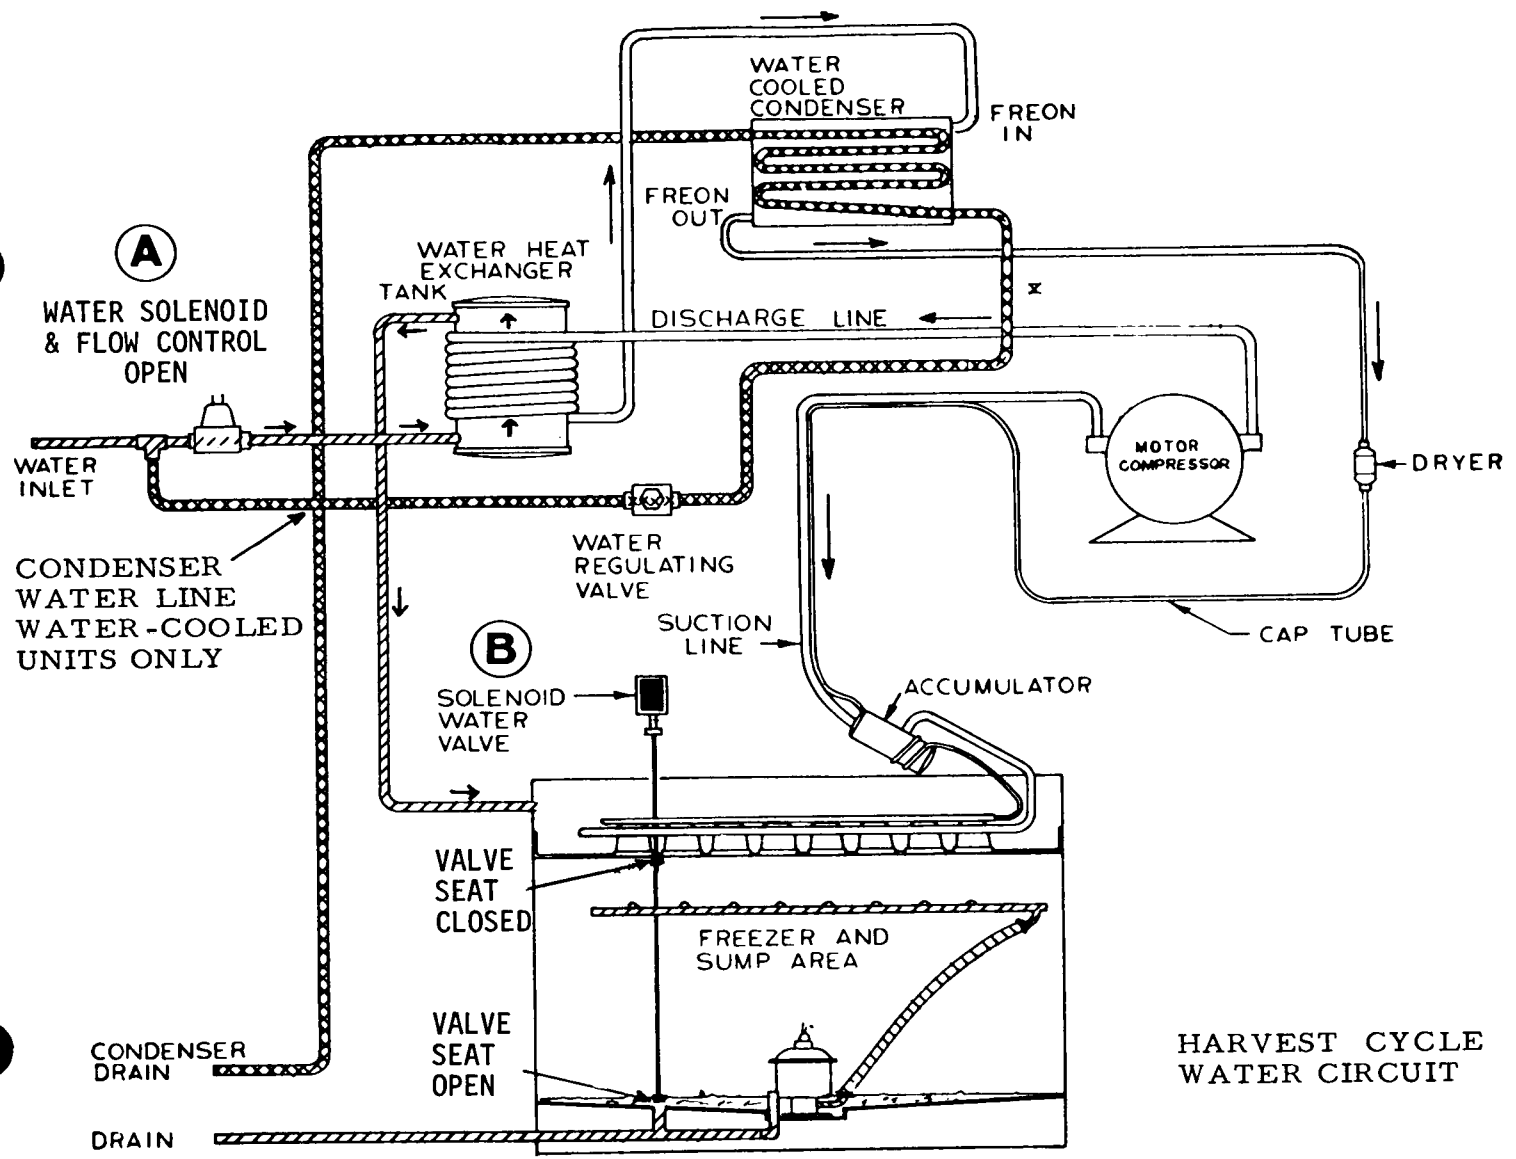 WATER
COOLED
CONDENSER
FREON
IN
FREON
OUT
A
WATER SOLENOID
& FLOW CONTROL
OPEN
WATER HEAT
EXCHANGER
TANK
DISCHARGE LINE
WATER
INLET
MOTOR
COMPRESSOR
DRYER
CONDENSER
WATER LINE
WATER-COOLED
UNITS ONLY
WATER
REGULATING
VALVE
SUCTION
LINE
CAP TUBE
B
SOLENOID
WATER
VALVE
ACCUMULATOR
VALVE
SEAT
CLOSED
FREEZER AND
SUMP AREA
VALVE
SEAT
OPEN
CONDENSER
DRAIN
DRAIN
HARVEST CYCLE
WATER CIRCUIT